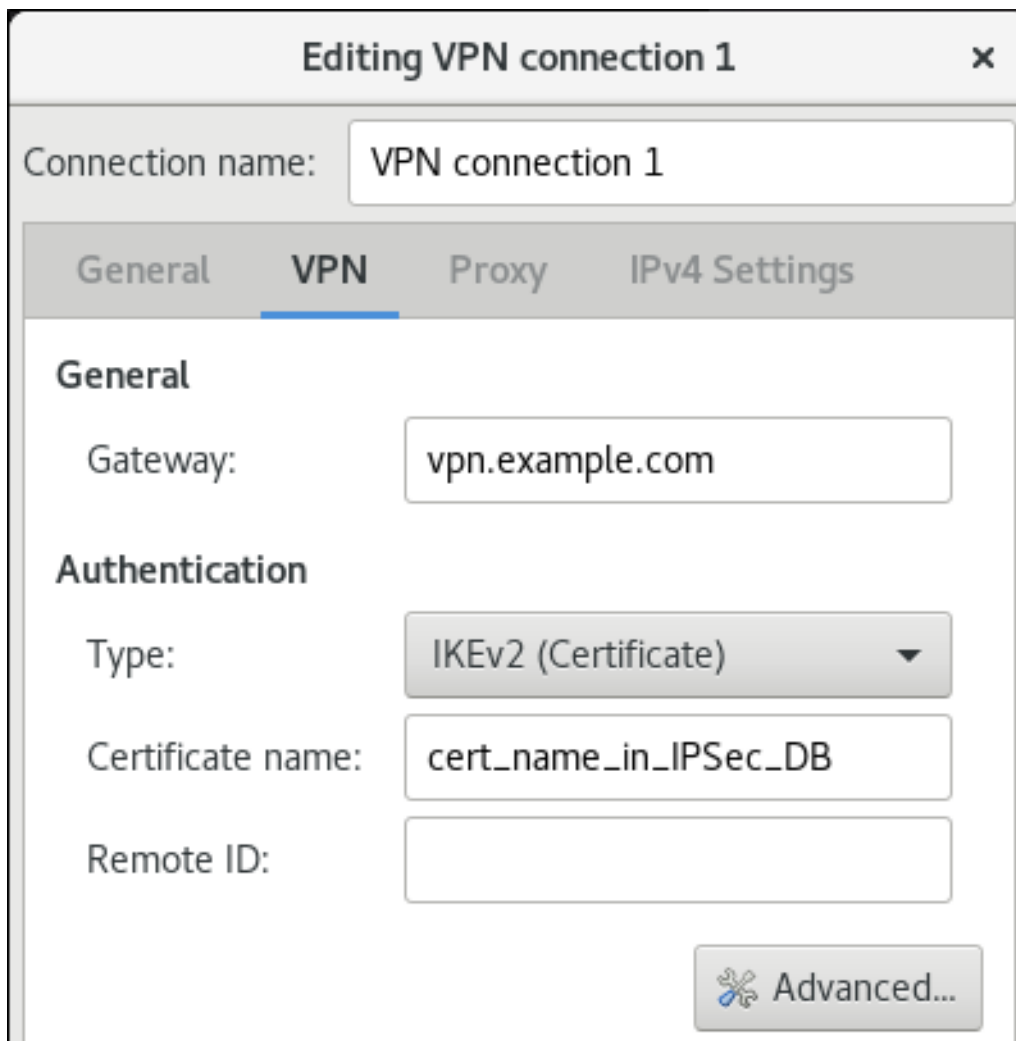 Editing VPN connection 1
Connection name: VPN connection 1
General VPN Proxy IPv4 Settings
General
Gateway: vpn.example.com
Authentication
Type: IKEv2 (Certificate)
Certificate name: cert_name_in_IPSec_DB
Remote ID:
Advanced...